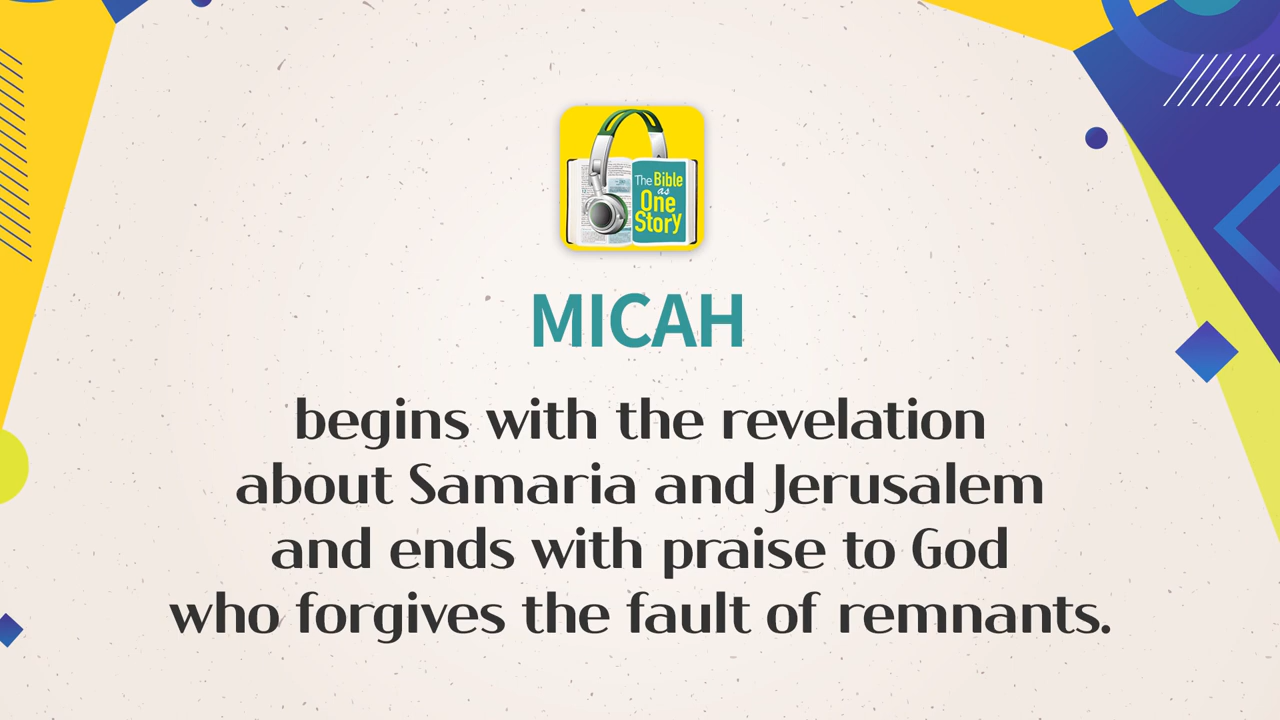 The Bible
as
One
Story
MICAH
begins with the revelation
about Samaria and Jerusalem
and ends with praise to God
who forgives the fault of remnants.